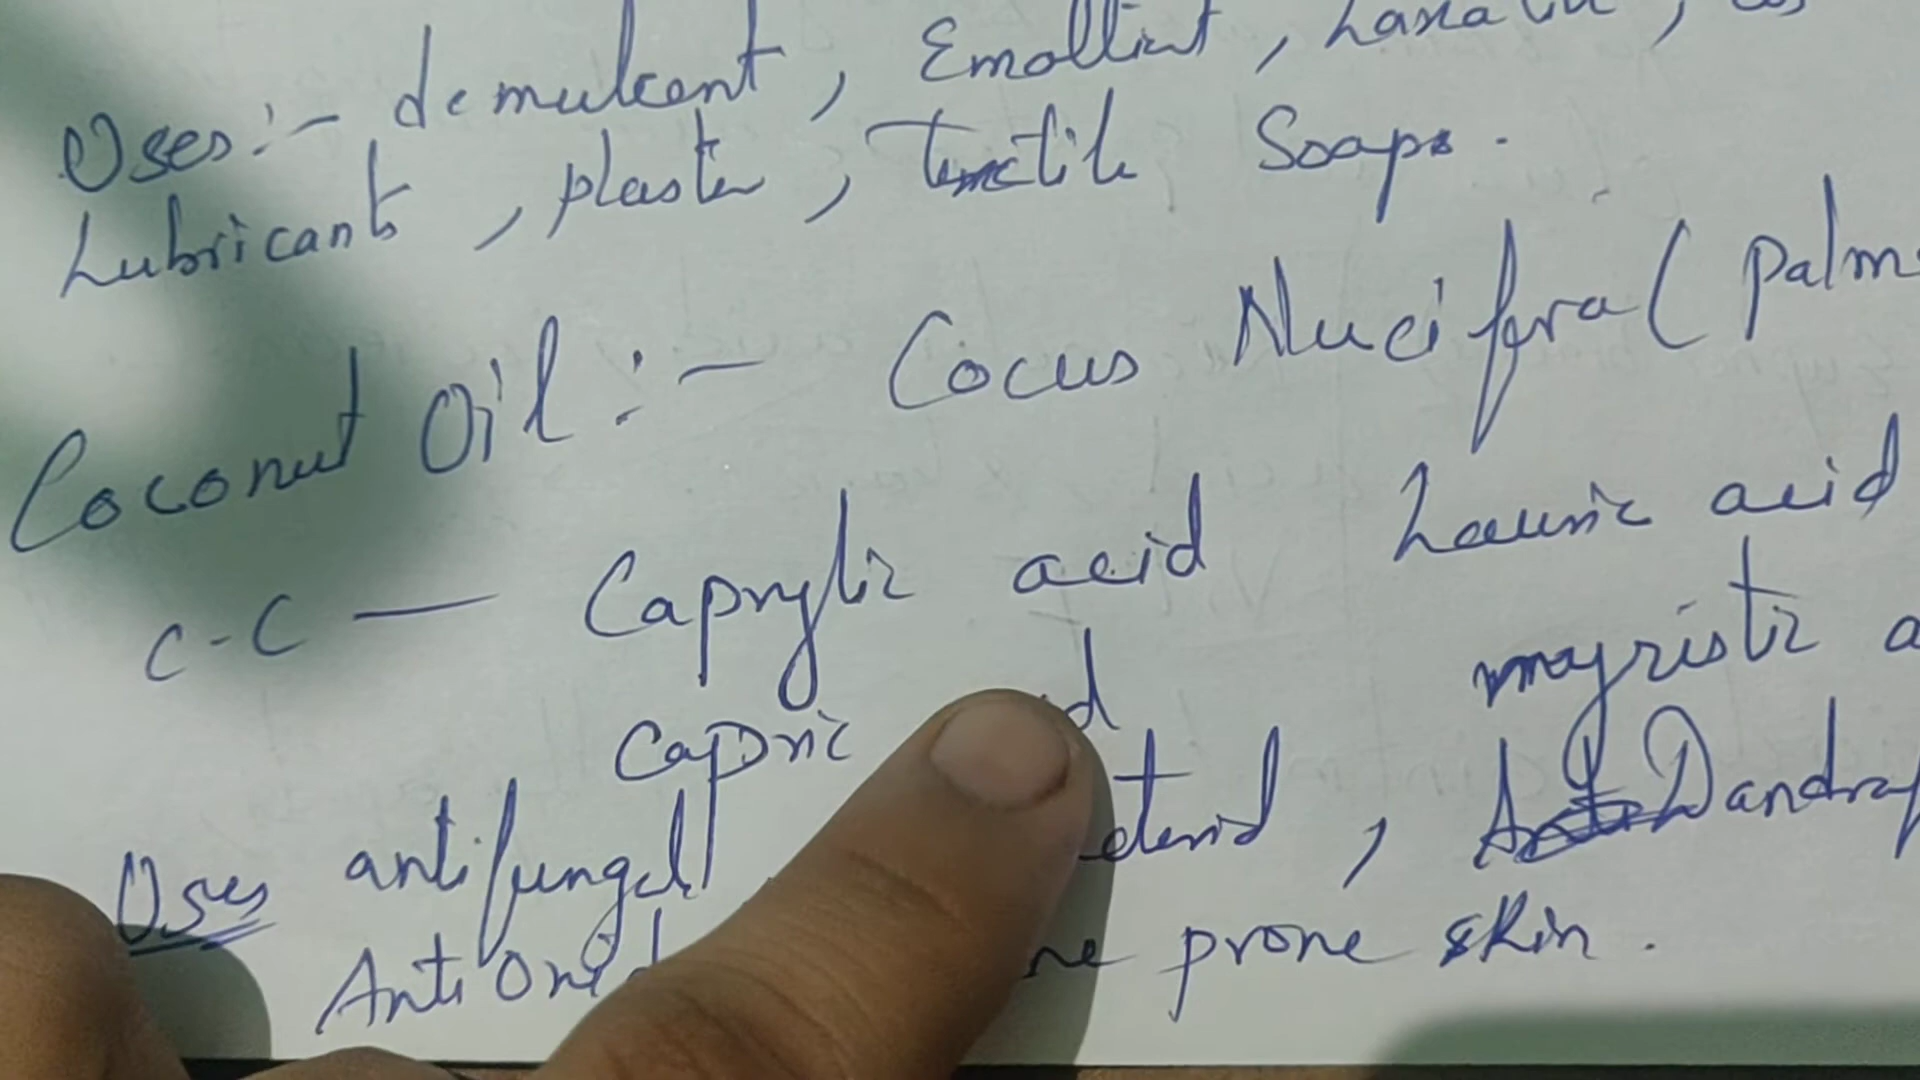 Uses:- demulcent, Emollient, Laxative,
Lubricants, plaster, Textile Soaps.
Coconut Oil:- Cocus Nucifera (palm
C-C — Caprylic acid Lauric acid
Capric myristic
Uses antifungal, Dandra
Anti prone skin.